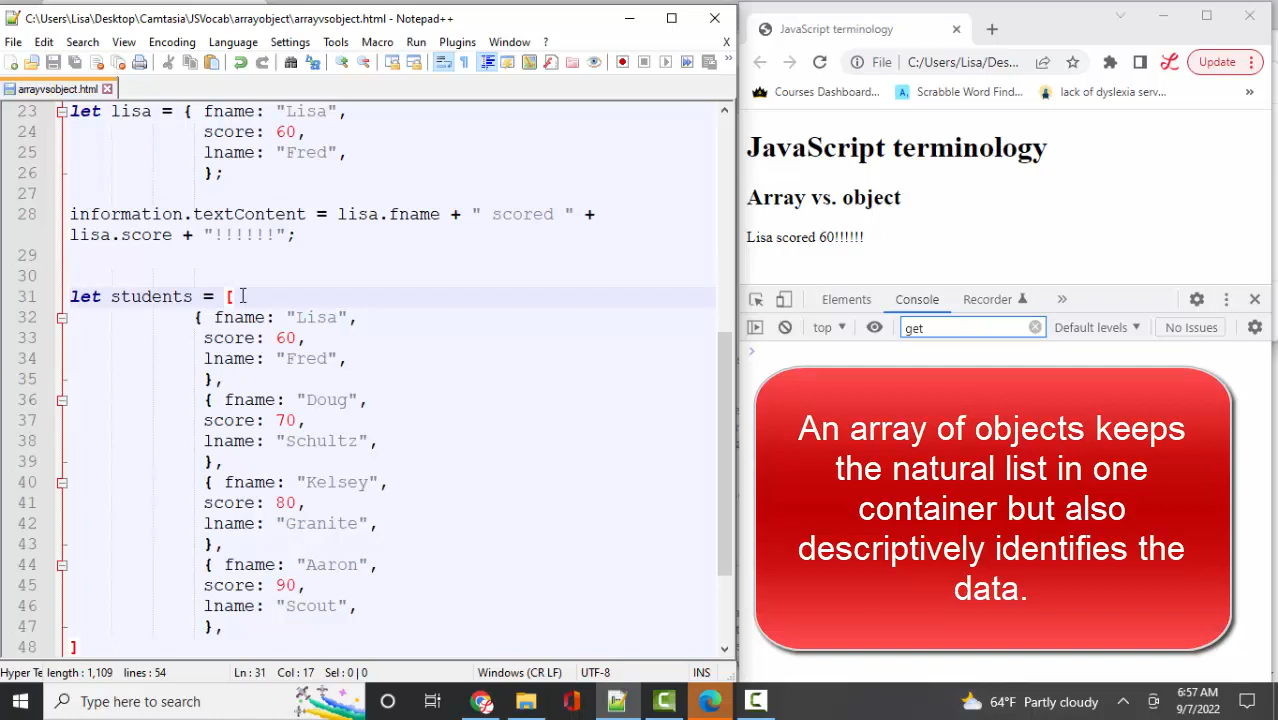 C:\Users\Lisa\Desktop\Camtasia\JSVocab\arrayobject\arrayvsobject.html - Notepad++
File Edit Search View Encoding Language Settings Tools Macro Run Plugins Window ? X
arrayvsobject.html
23 let lisa = { fname: "Lisa",
24 score: 60,
25 lname: "Fred",
26 };
27
28 information.textContent = lisa.fname + " scored " +
lisa.score + "!!!!!!";
29
30
31 let students = [
32 { fname: "Lisa",
33 score: 60,
34 lname: "Fred",
35 },
36 { fname: "Doug",
37 score: 70,
38 lname: "Schultz",
39 },
40 { fname: "Kelsey",
41 score: 80,
42 lname: "Granite",
43 },
44 { fname: "Aaron",
45 score: 90,
46 lname: "Scout",
47 },
48 ]
Hyper Te length : 1,109 lines : 54 Ln : 31 Col : 17 Sel : 0 | 0 Windows (CR LF) UTF-8 INS
JavaScript terminology
File C:/Users/Lisa/Des... Update
Courses Dashboard... Scrabble Word Find... lack of dyslexia serv... »
JavaScript terminology
Array vs. object
Lisa scored 60!!!!!!
Elements Console Recorder »
top get Default levels No Issues
An array of objects keeps
the natural list in one
container but also
descriptively identifies the
data.
Type here to search
64°F Partly cloudy
6:57 AM
9/7/2022